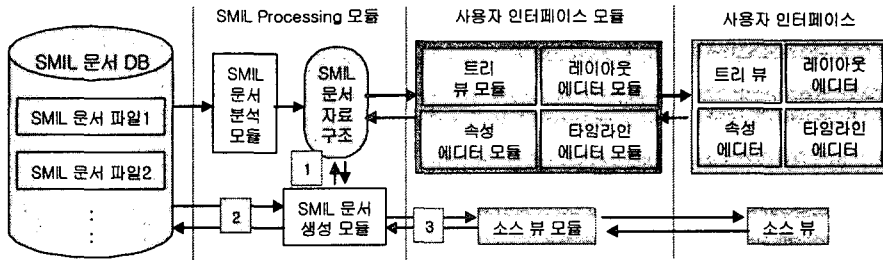 SMIL Processing 모듈
사용자 인터페이스 모듈
사용자 인터페이스
SMIL 문서 DB
SMIL 문서 파일1
SMIL 문서 파일2
SMIL
문서
분석
모듈
SMIL
문서
자료
구조
트리
뷰 모듈
레이아웃
에디터 모듈
속성
에디터 모듈
타임라인
에디터 모듈
트리 뷰
레이아웃
에디터
속성
에디터
타임라인
에디터
1
2
SMIL 문서
생성 모듈
3
소스 뷰 모듈
소스 뷰